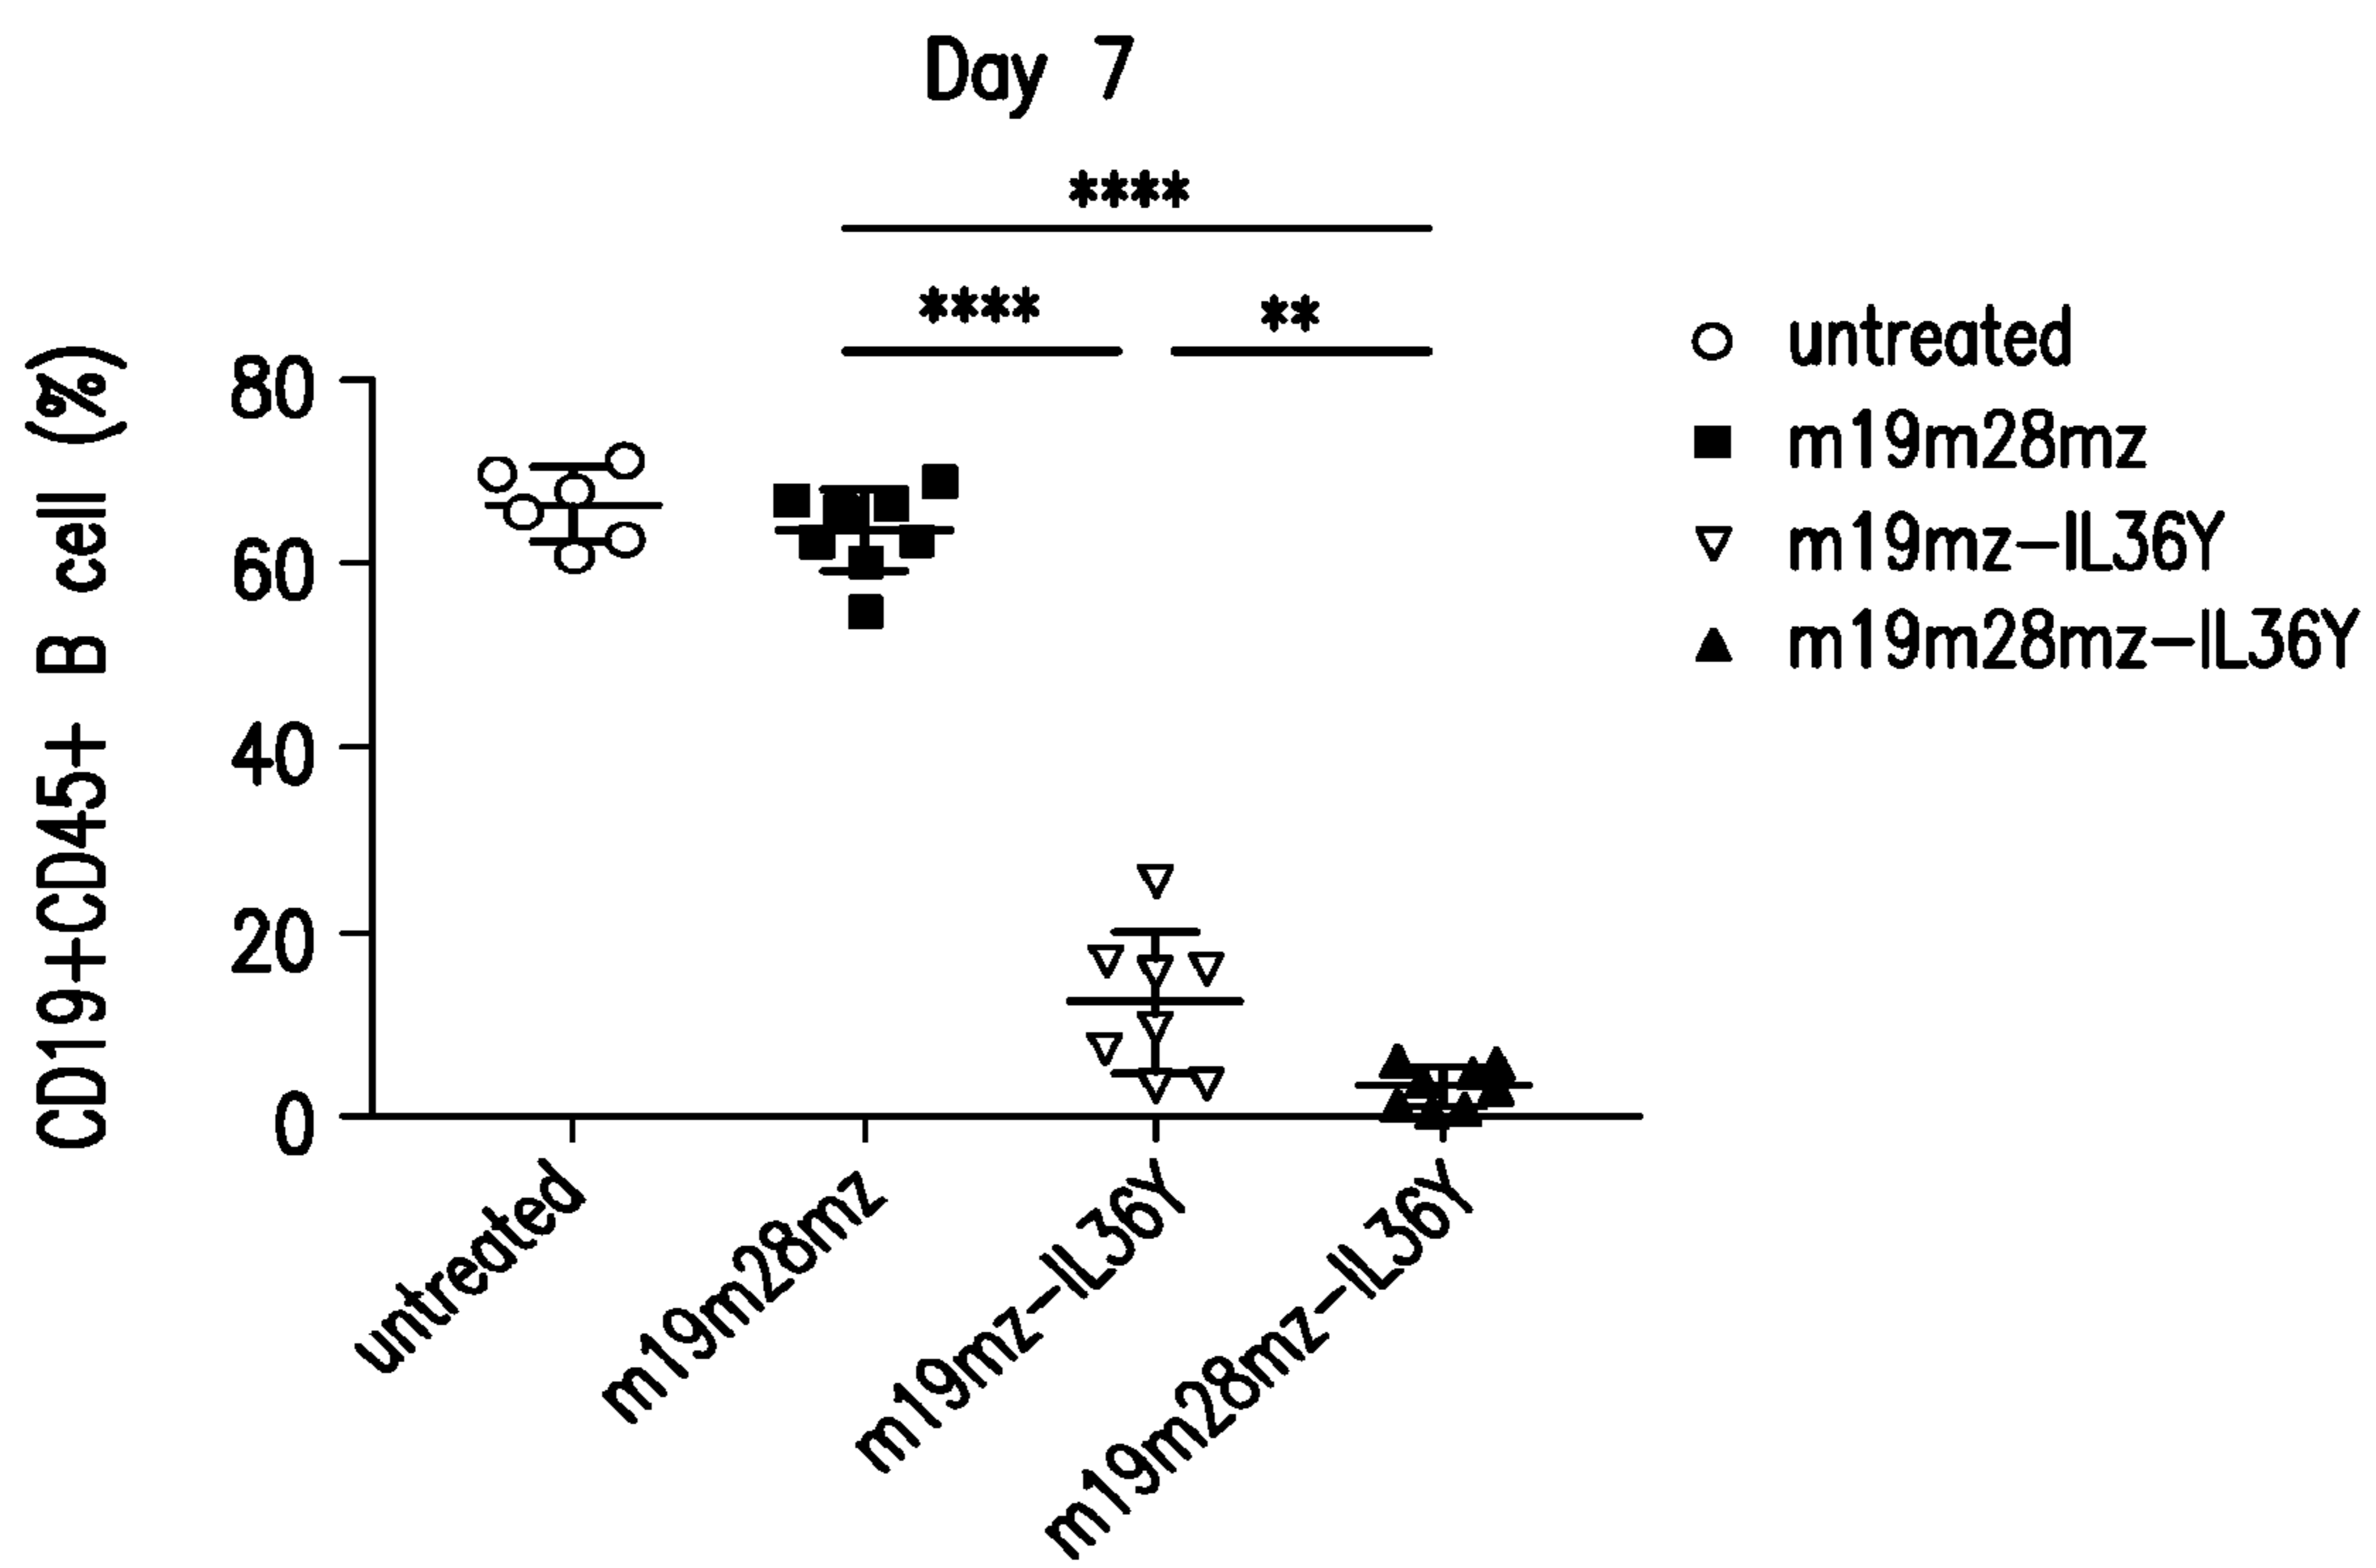 Day 7
****
**** **
CD19+CD45+ B cell (%)
80
60
40
20
0
untreated
m19m28mz
m19mz-IL36Y
m19m28mz-IL36Y
untreated
m19m28mz
m19mz-IL36Y
m19m28mz-IL36Y